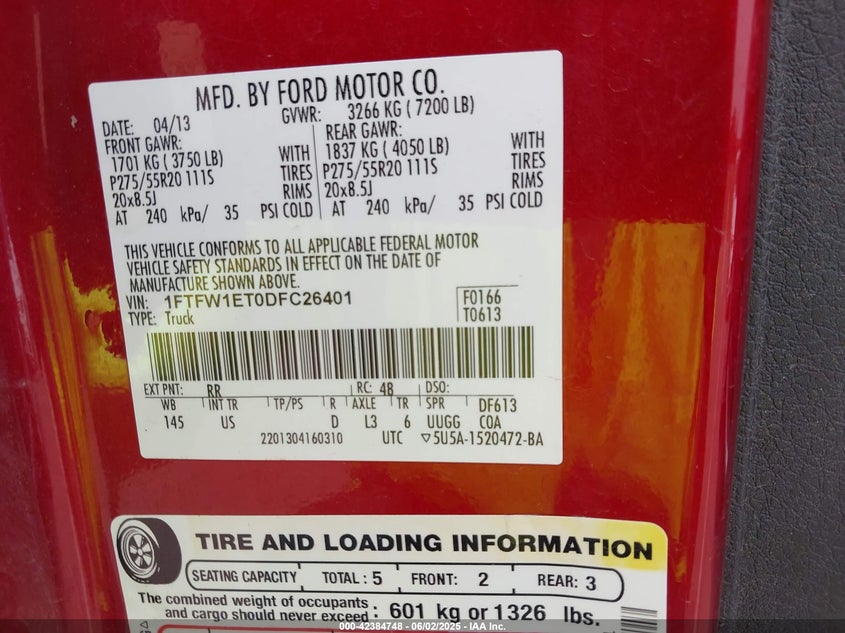 MFD. BY FORD MOTOR CO.
DATE: 04/13 GVWR: 3266 KG ( 7200 LB)
FRONT GAWR: REAR GAWR:
1701 KG ( 3750 LB) WITH 1837 KG ( 4050 LB) WITH
P275/55R20 111S TIRES P275/55R20 111S TIRES
20x8.5J RIMS 20x8.5J RIMS
AT 240 kPa/ 35 PSI COLD AT 240 kPa/ 35 PSI COLD
THIS VEHICLE CONFORMS TO ALL APPLICABLE FEDERAL MOTOR
VEHICLE SAFETY STANDARDS IN EFFECT ON THE DATE OF
MANUFACTURE SHOWN ABOVE.
VIN: 1FTFW1ET0DFC26401 F0166
TYPE: Truck T0613
EXT PNT: RR RC: 48 DSO:
WB INT TR TP/PS R AXLE TR SPR DF613
145 US D L3 6 UUGG COA
2201304160310 UTC ▽5U5A-1520472-BA
TIRE AND LOADING INFORMATION
SEATING CAPACITY TOTAL : 5 FRONT: 2 REAR: 3
The combined weight of occupants
and cargo should never exceed : 601 kg or 1326 lbs.
000-42384748 - 06/02/2025 - IAA Inc.